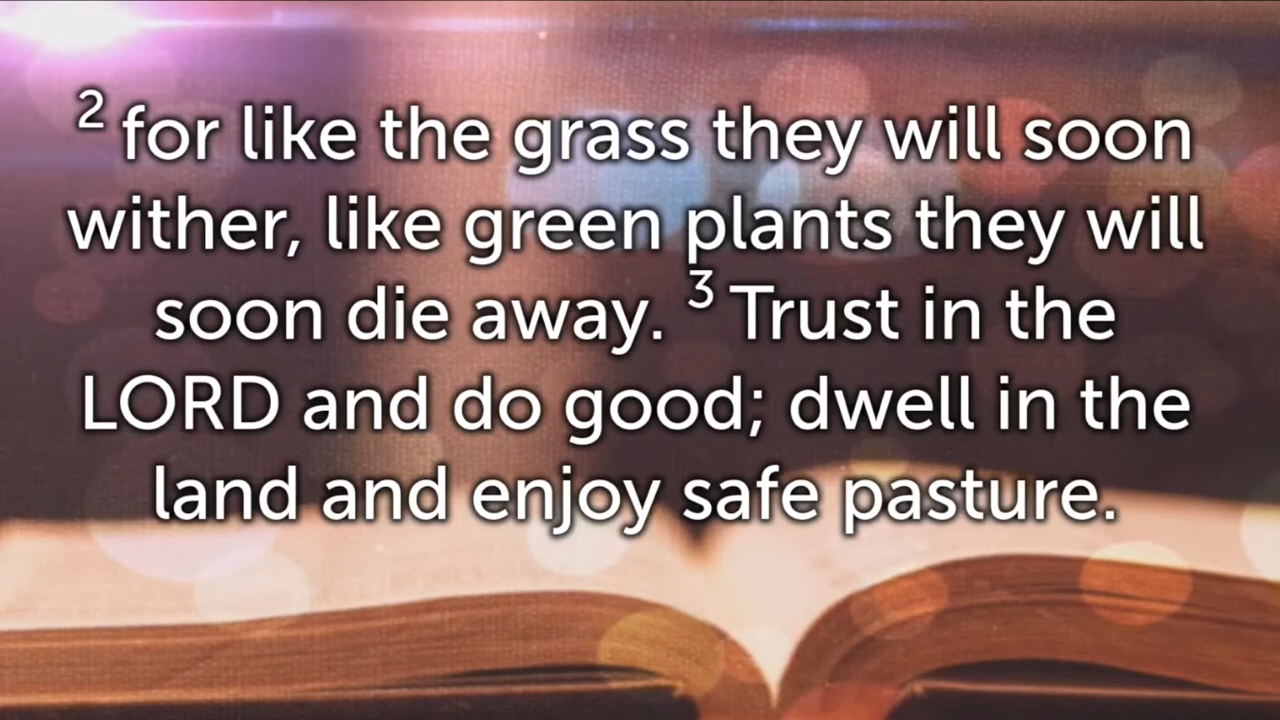 2 for like the grass they will soon
wither, like green plants they will
soon die away. 3 Trust in the
LORD and do good; dwell in the
land and enjoy safe pasture.